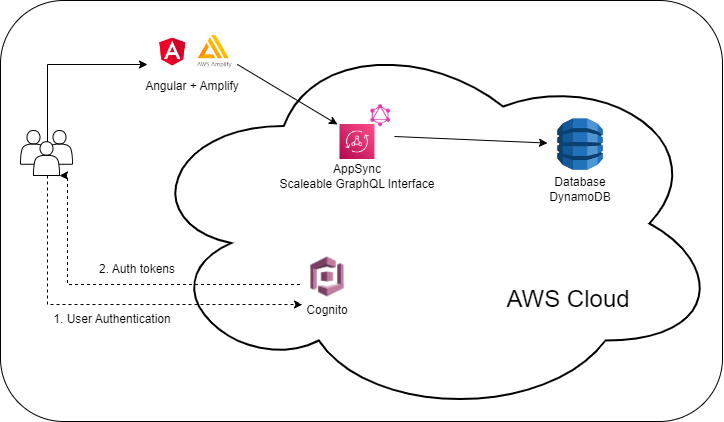 AWS Amplify
Angular + Amplify
AppSync
Scaleable GraphQL Interface
Database
DynamoDB
2. Auth tokens
Cognito
1. User Authentication
AWS Cloud